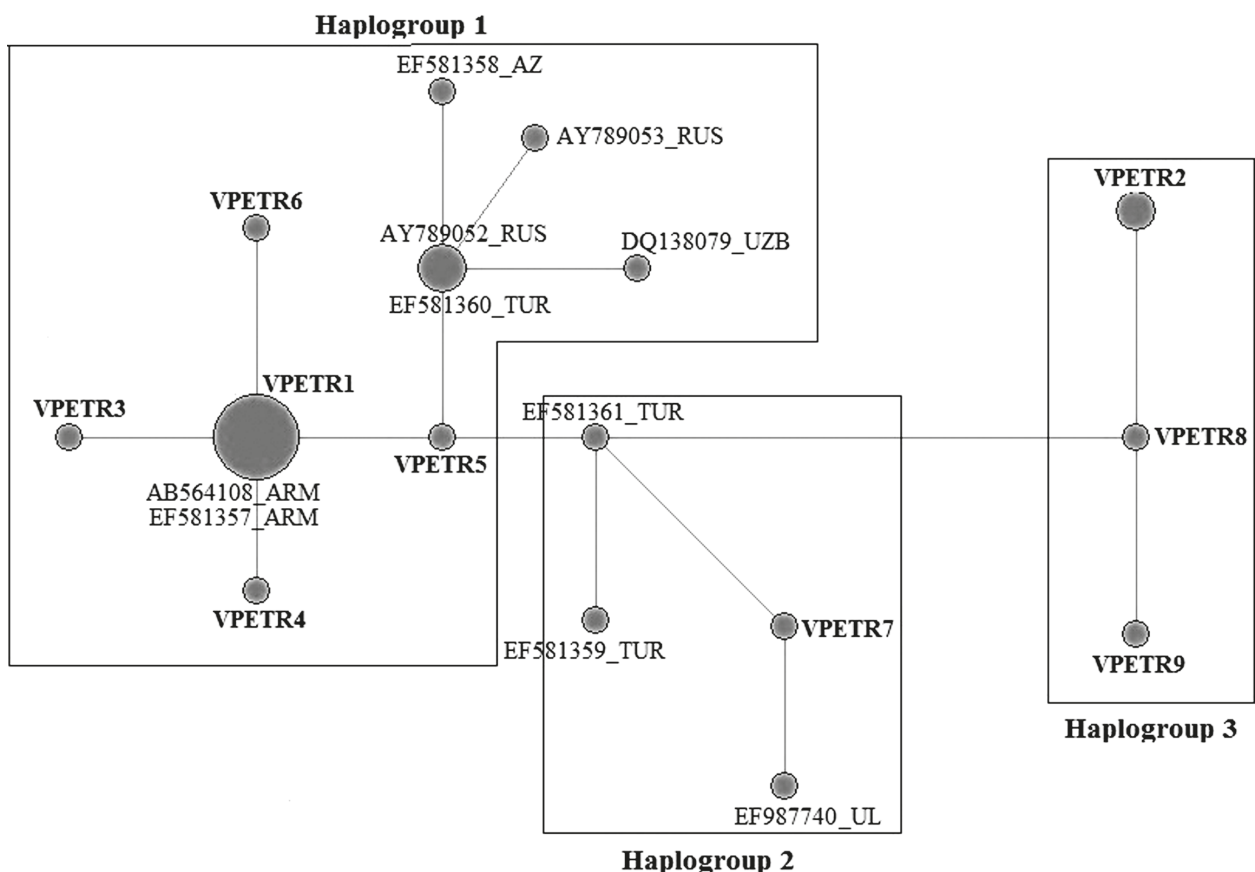 Haplogroup 1
EF581358_AZ
AY789053_RUS
VPETR2
VPETR6
AY789052_RUS
DQ138079_UZB
EF581360_TUR
VPETR1
VPETR3
EF581361_TUR
VPETR8
VPETR5
AB564108_ARM
EF581357_ARM
VPETR4
EF581359_TUR
VPETR7
VPETR9
Haplogroup 3
EF987740_UL
Haplogroup 2